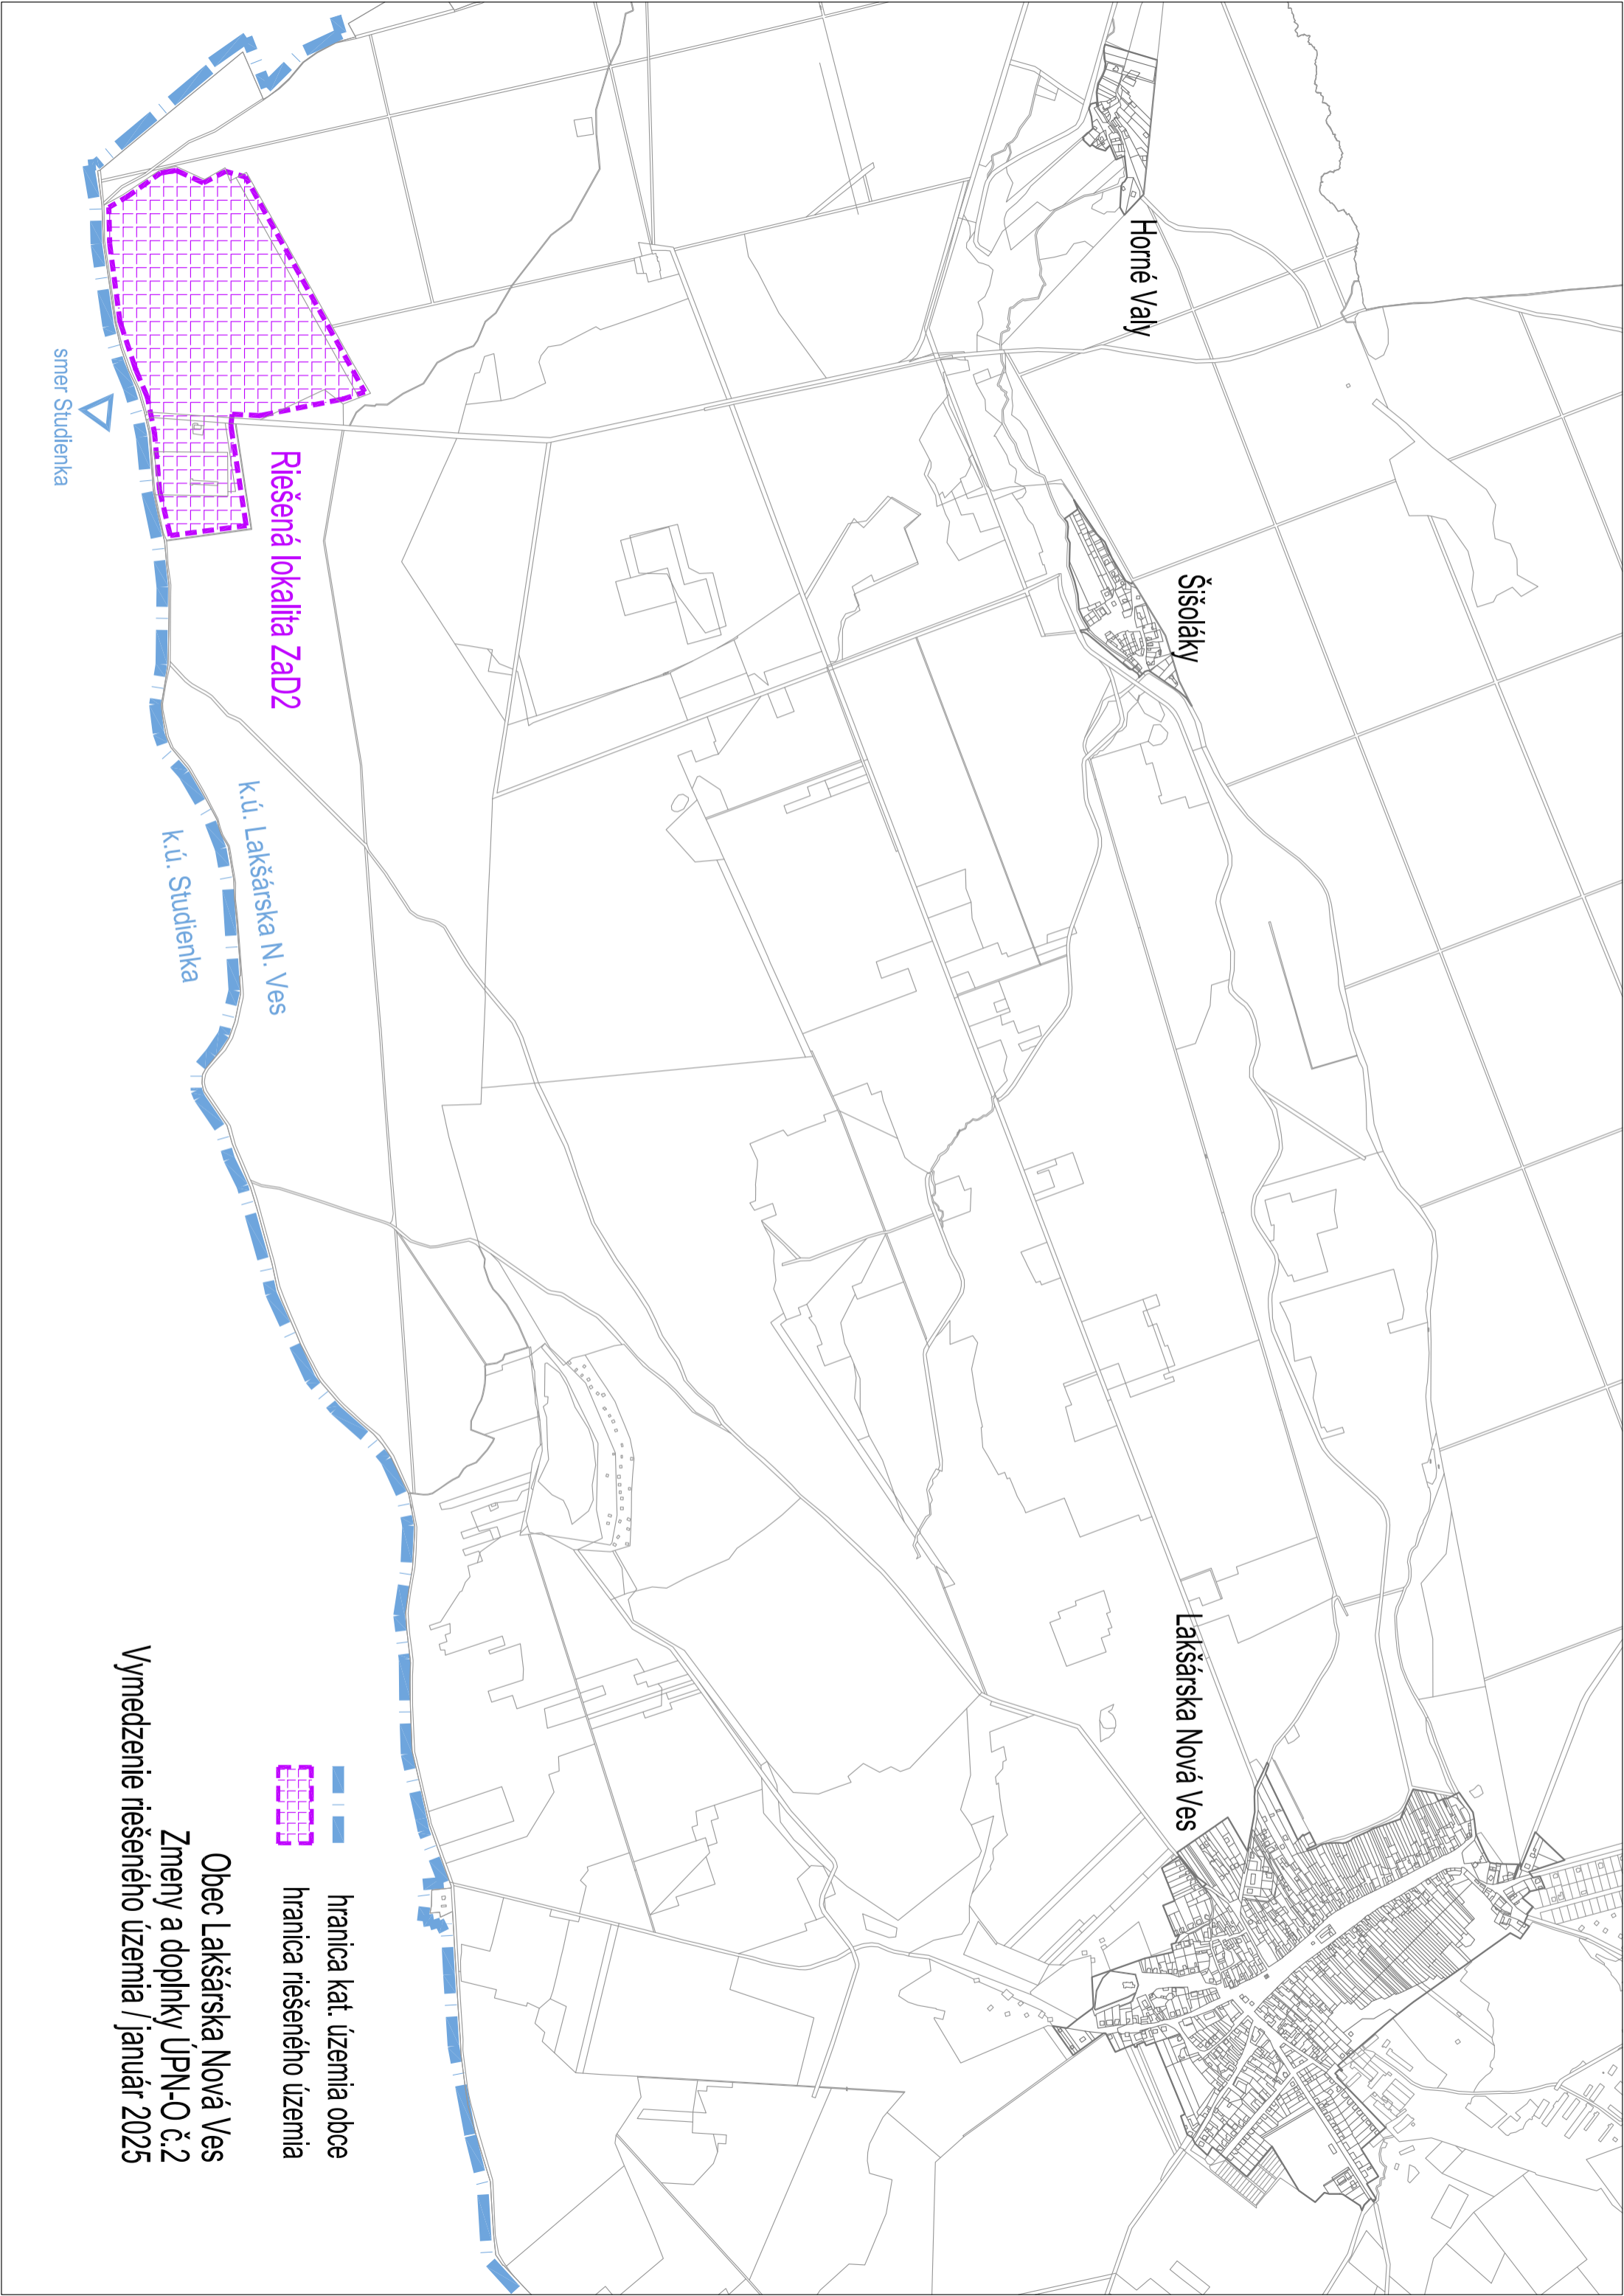 Horné Valy
Šišoláky
Lakšárska Nová Ves
Riešená lokalita ZaD2
smer Studienka
k.ú. Lakšárska N. Ves
k.ú. Studienka
hranica kat. územia obce
hranica riešeného územia
Obec Lakšárska Nová Ves
Zmeny a doplnky ÚPN-O č.2
Vymedzenie riešeného územia / január 2025